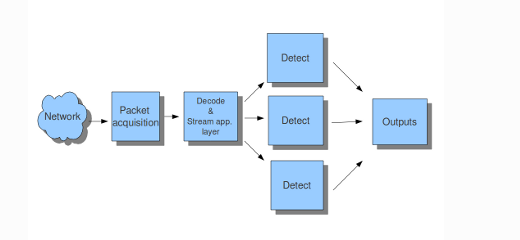 Network
Packet
acquisition
Decode
&
Stream app.
layer
Detect
Detect
Detect
Outputs